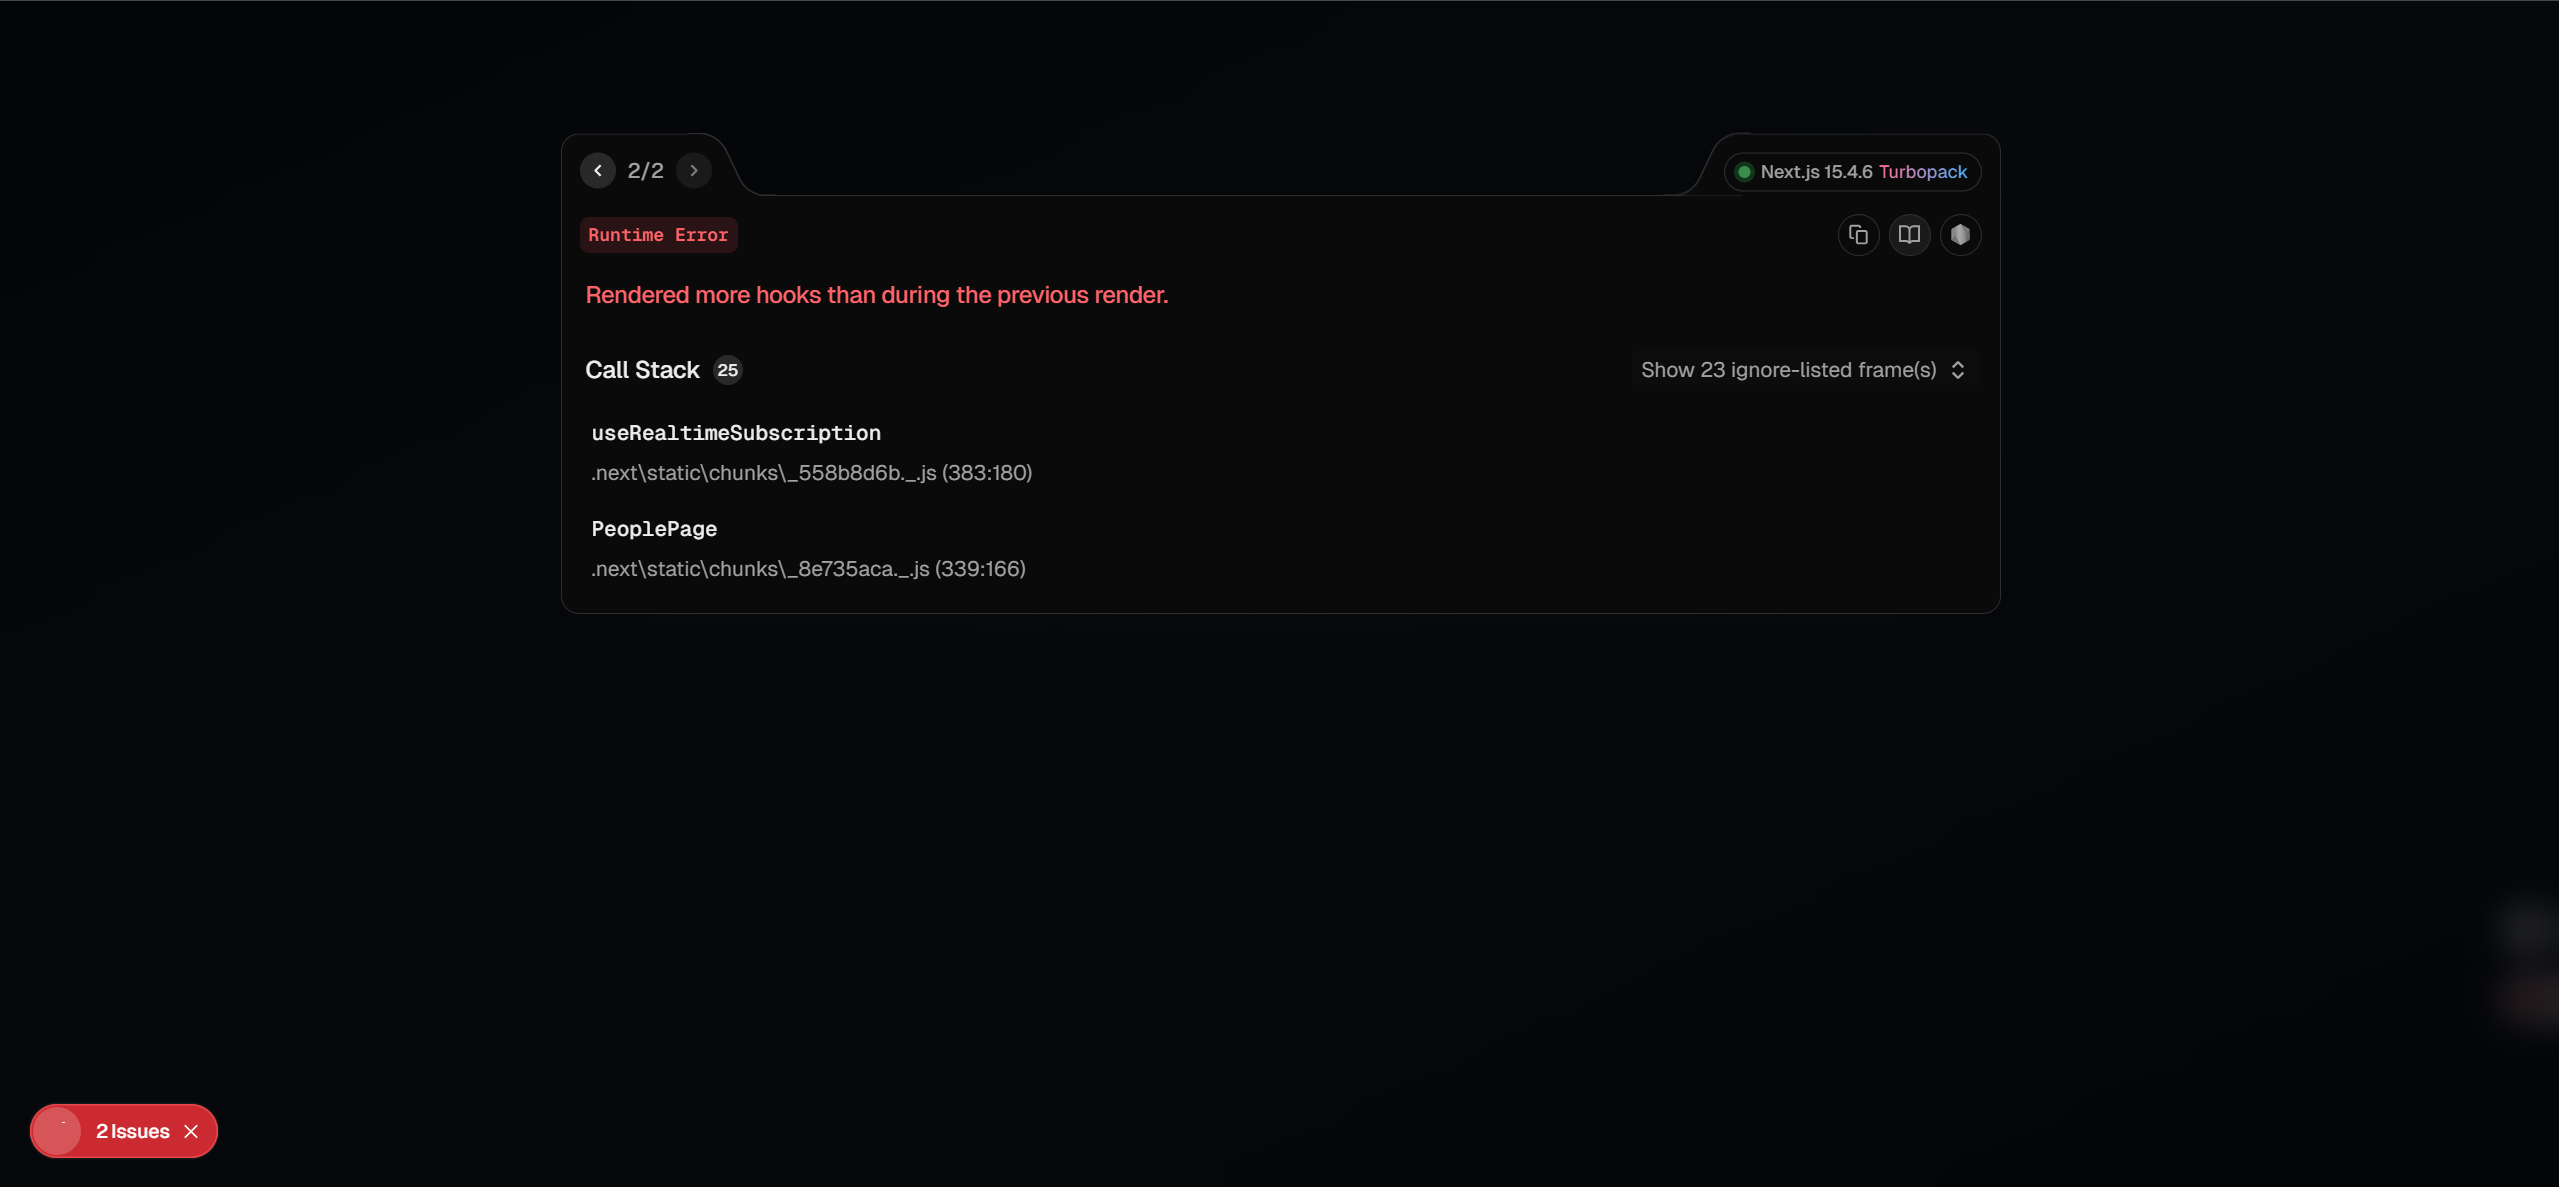 2/2
Next.js 15.4.6 Turbopack
Runtime Error
Rendered more hooks than during the previous render.
Call Stack 25
Show 23 ignore-listed frame(s)
useRealtimeSubscription
.next\static\chunks\_558b8d6b._.js (383:180)
PeoplePage
.next\static\chunks\_8e735aca._.js (339:166)
2 Issues